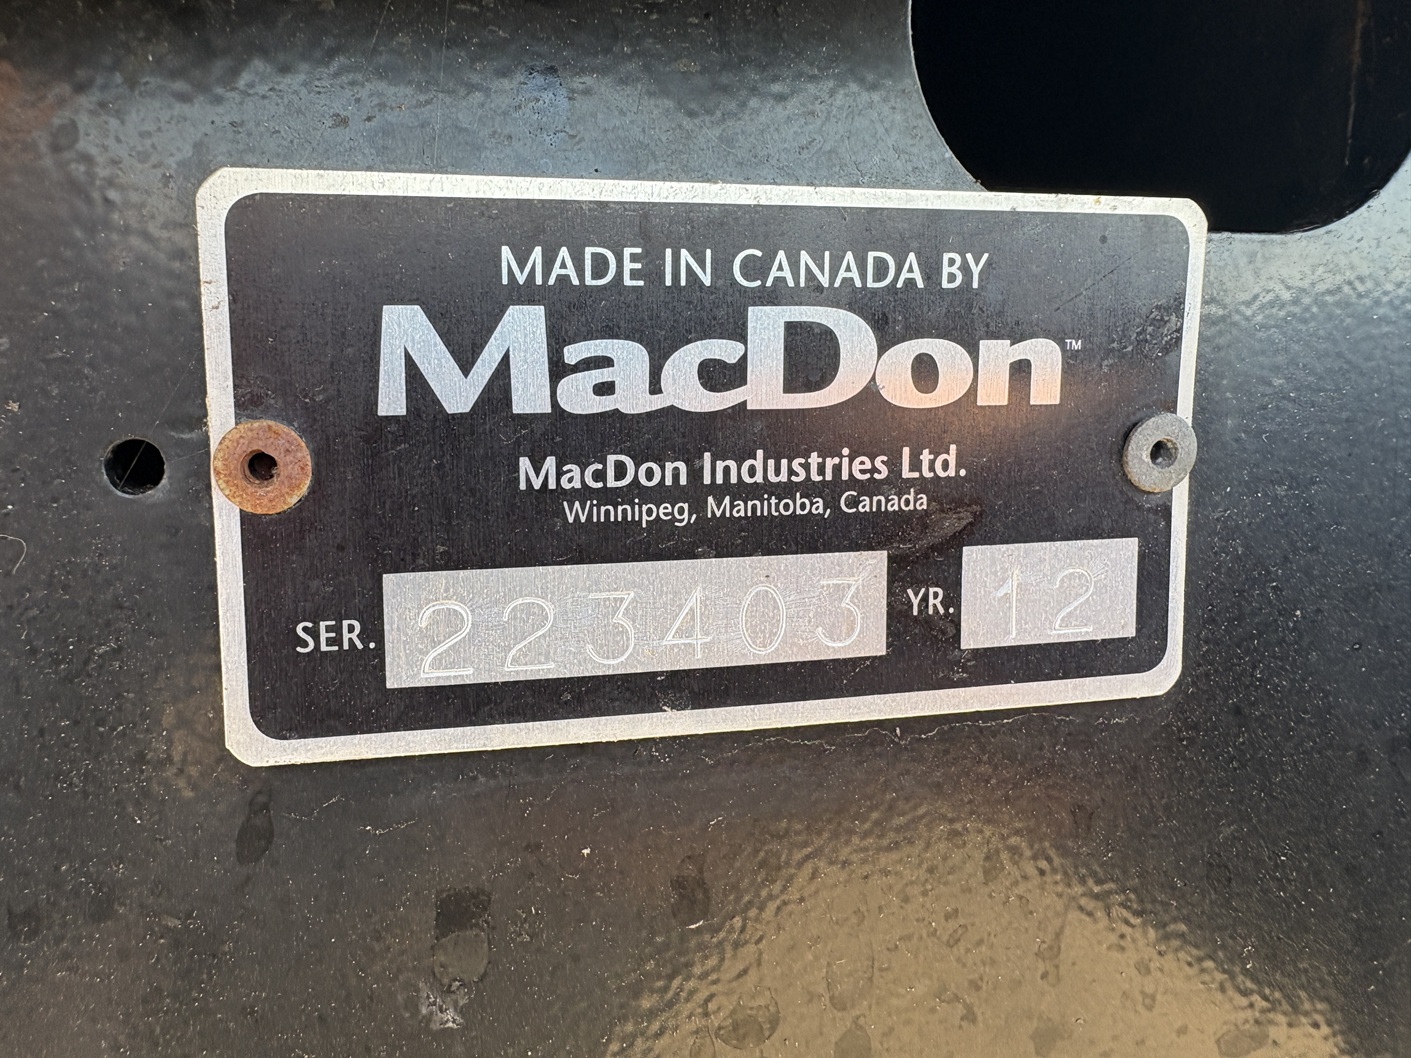 MADE IN CANADA BY
MacDon™
MacDon Industries Ltd.
Winnipeg, Manitoba, Canada
SER. 223403 YR. 12